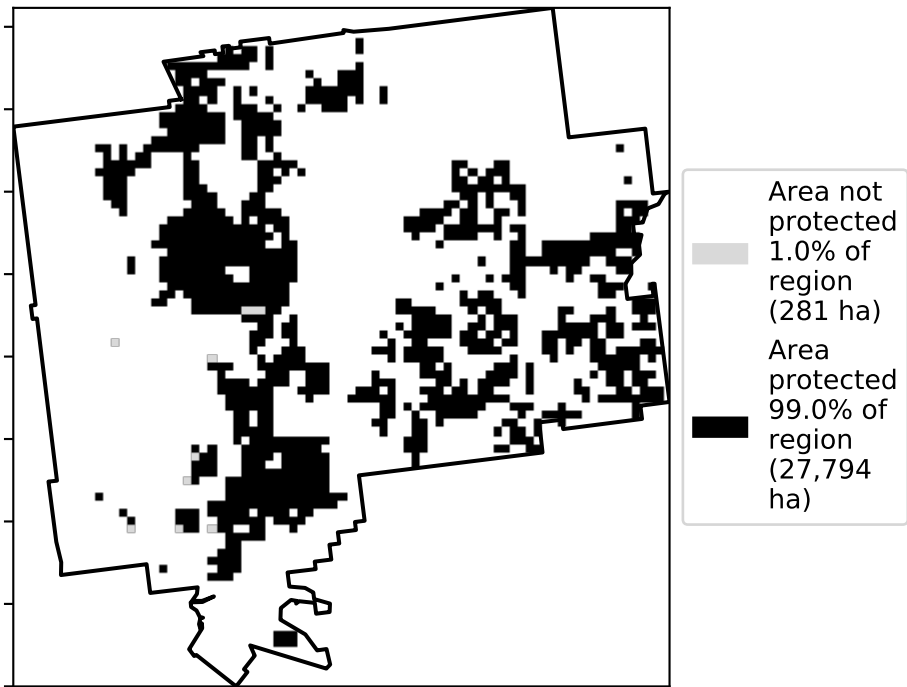 Area not
protected
1.0% of
region
(281 ha)
Area
protected
99.0% of
region
(27,794
ha)